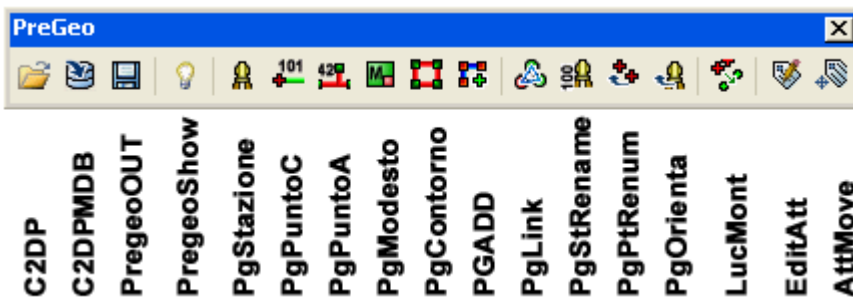 PreGeo
101
42
M
100
C2DP
C2DPMDB
PregeoOUT
PregeoShow
PgStazione
PgPuntoC
PgPuntoA
PgModesto
PgContorno
PGADD
PgLink
PgStRename
PgPtRenum
PgOrienta
LucMont
EditAtt
AttMove